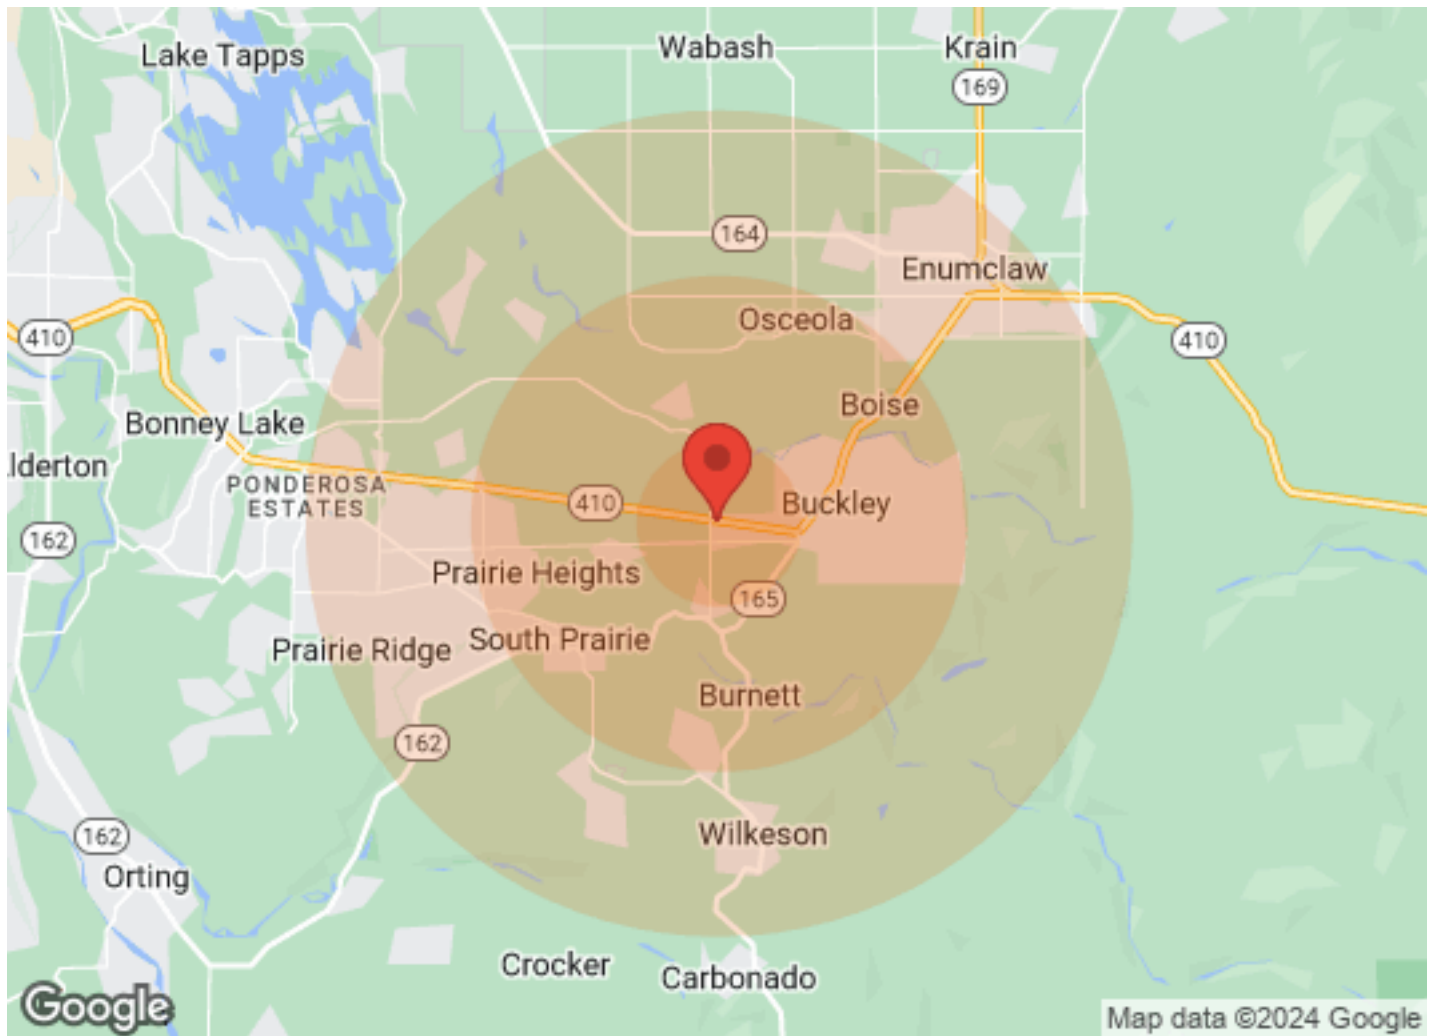 Lake Tapps
Wabash
Krain
169
164
Enumclaw
Osceola
410
410
Boise
Bonney Lake
lderton
PONDEROSA
ESTATES
410
Buckley
162
Prairie Heights
165
South Prairie
Prairie Ridge
Burnett
162
162
Wilkeson
Orting
Crocker
Carbonado
Google
Map data ©2024 Google